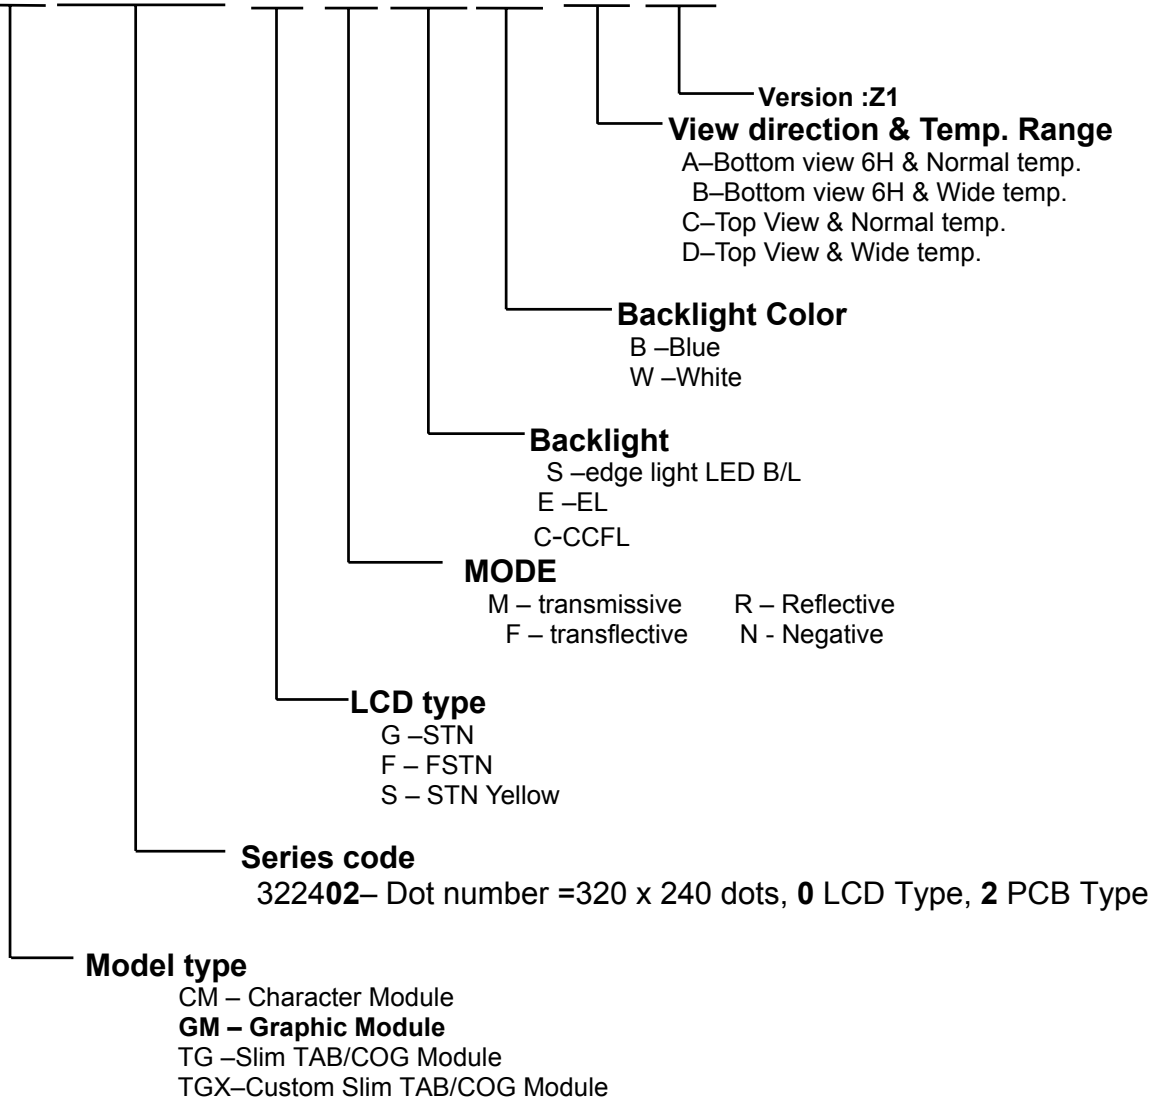 Version :Z1
View direction & Temp. Range
A–Bottom view 6H & Normal temp.
B–Bottom view 6H & Wide temp.
C–Top View & Normal temp.
D–Top View & Wide temp.
Backlight Color
B –Blue
W –White
Backlight
S –edge light LED B/L
E –EL
C-CCFL
MODE
M – transmissive R – Reflective
F – transflective N - Negative
LCD type
G –STN
F – FSTN
S – STN Yellow
Series code
322402– Dot number =320 x 240 dots, 0 LCD Type, 2 PCB Type
Model type
CM – Character Module
GM – Graphic Module
TG –Slim TAB/COG Module
TGX–Custom Slim TAB/COG Module